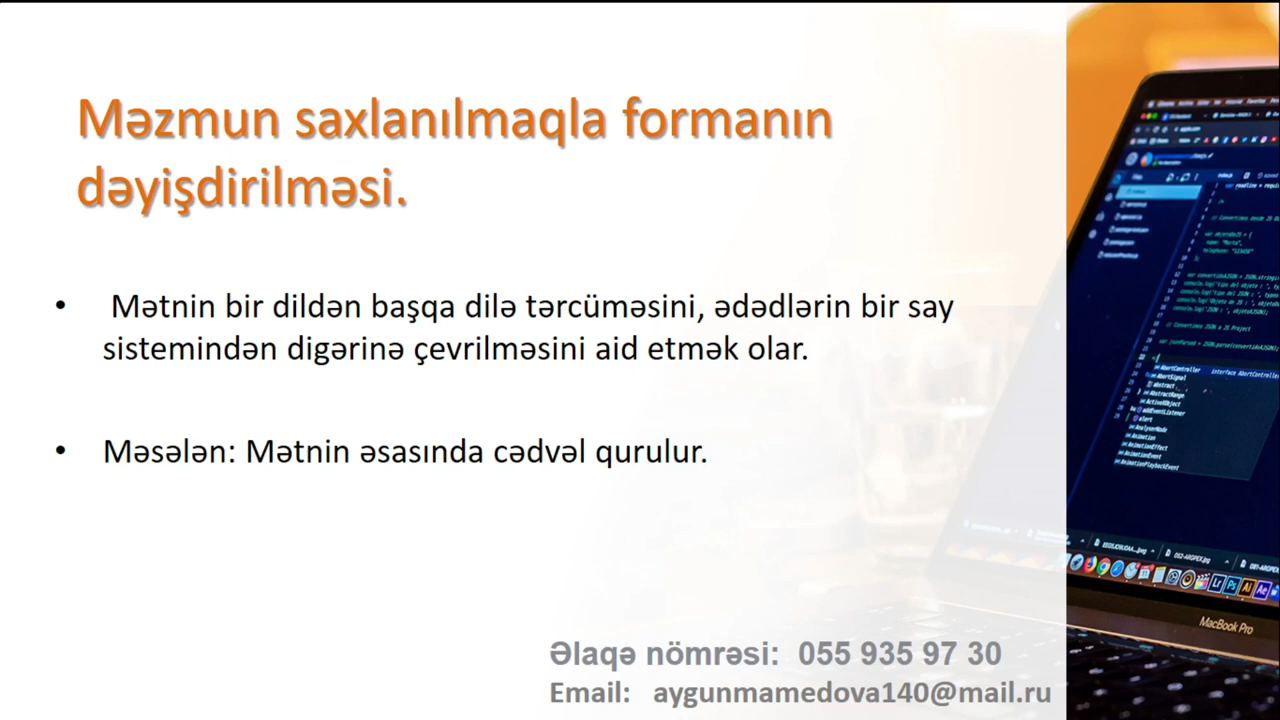 Məzmun saxlanılmaqla formanın
dəyişdirilməsi.
• Mətnin bir dildən başqa dilə tərcüməsini, ədədlərin bir say
sistemindən digərinə çevrilməsini aid etmək olar.
• Məsələn: Mətnin əsasında cədvəl qurulur.
Əlaqə nömrəsi: 055 935 97 30
Email: aygunmamedova140@mail.ru
MacBook Pro